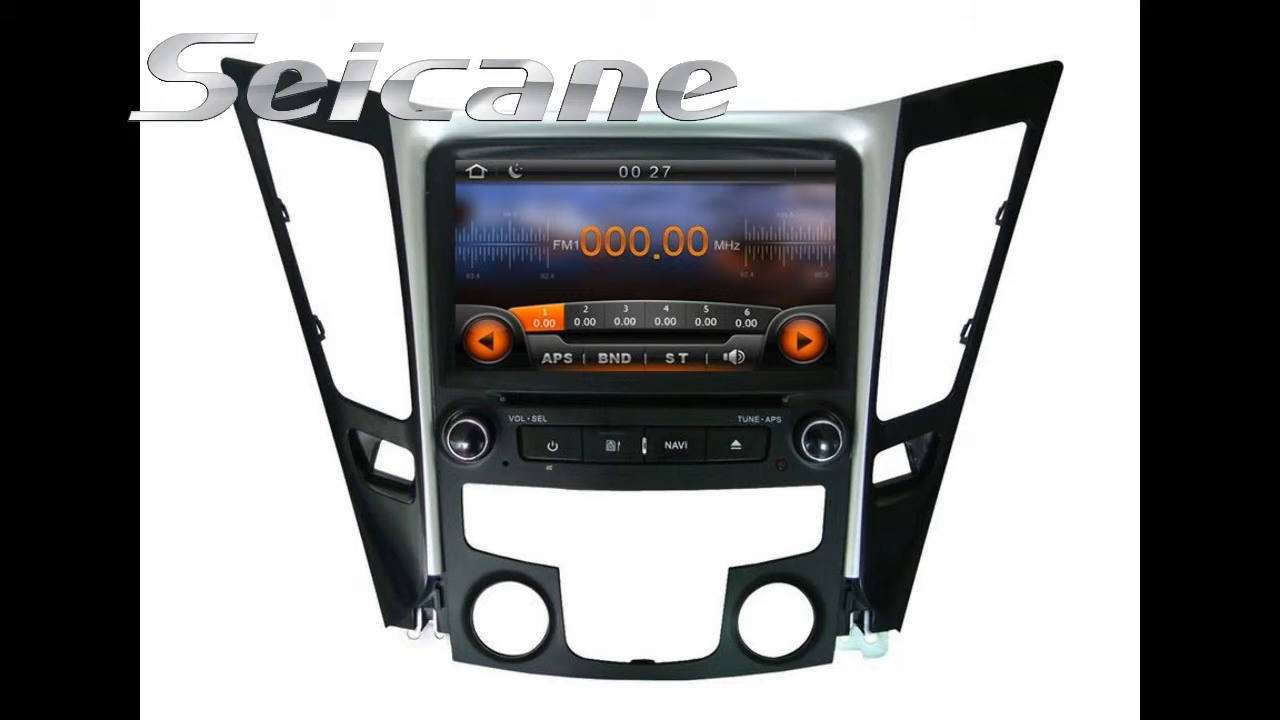 Seicane
00 27
FM1 000.00 MHz
1 2 3 4 5 6
0.00 0.00 0.00 0.00 0.00 0.00
APS | BND | ST |
VOL • SEL TUNE • APS
NAVI